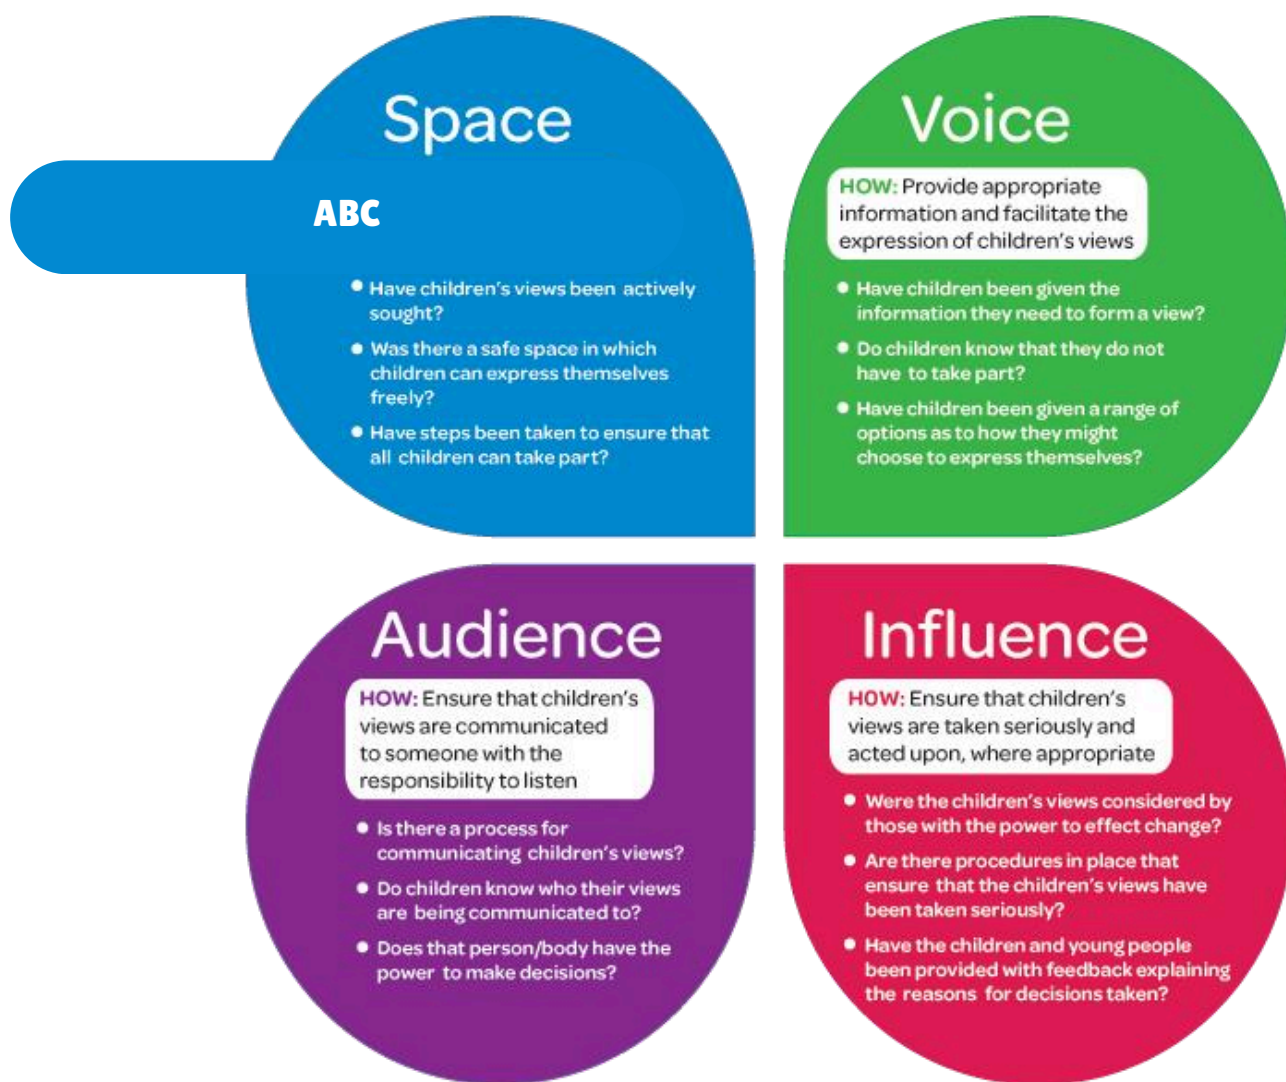 Space
ABC
● Have children's views been actively
sought?
● Was there a safe space in which
children can express themselves
freely?
● Have steps been taken to ensure that
all children can take part?
Voice
HOW: Provide appropriate
information and facilitate the
expression of children's views
● Have children been given the
information they need to form a view?
● Do children know that they do not
have to take part?
● Have children been given a range of
options as to how they might
choose to express themselves?
Audience
HOW: Ensure that children's
views are communicated
to someone with the
responsibility to listen
● Is there a process for
communicating children's views?
● Do children know who their views
are being communicated to?
● Does that person/body have the
power to make decisions?
Influence
HOW: Ensure that children's
views are taken seriously and
acted upon, where appropriate
● Were the children's views considered by
those with the power to effect change?
● Are there procedures in place that
ensure that the children's views have
been taken seriously?
● Have the children and young people
been provided with feedback explaining
the reasons for decisions taken?